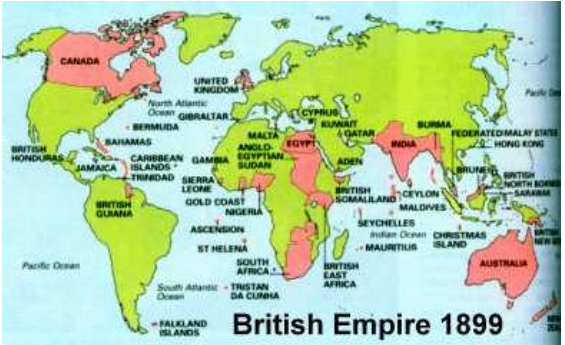 CANADA
UNITED
KINGDOM
North Atlantic
Ocean
GIBRALTAR
BERMUDA
BAHAMAS
BRITISH
HONDURAS
JAMAICA
CARIBBEAN
ISLANDS
TRINIDAD
BRITISH
GUIANA
MALTA
CYPRUS
KUWAIT
QATAR
EGYPT
ANGLO-
EGYPTIAN
SUDAN
ADEN
GAMBIA
SIERRA
LEONE
GOLD COAST
NIGERIA
ASCENSION
ST HELENA
SOUTH
AFRICA
TRISTAN
DA CUNHA
South Atlantic
Ocean
Pacific Ocean
FALKLAND
ISLANDS
BRITISH
SOMALILAND
BRITISH
EAST
AFRICA
SEYCHELLES
Indian Ocean
MAURITIUS
INDIA
CEYLON
MALDIVES
BURMA
FEDERATED MALAY STATES
HONG KONG
BRUNEI
BRITISH
NORTH BORNEO
SARAWAK
CHRISTMAS
ISLAND
AUSTRALIA
BRITISH
NEW
Pacific
British Empire 1899